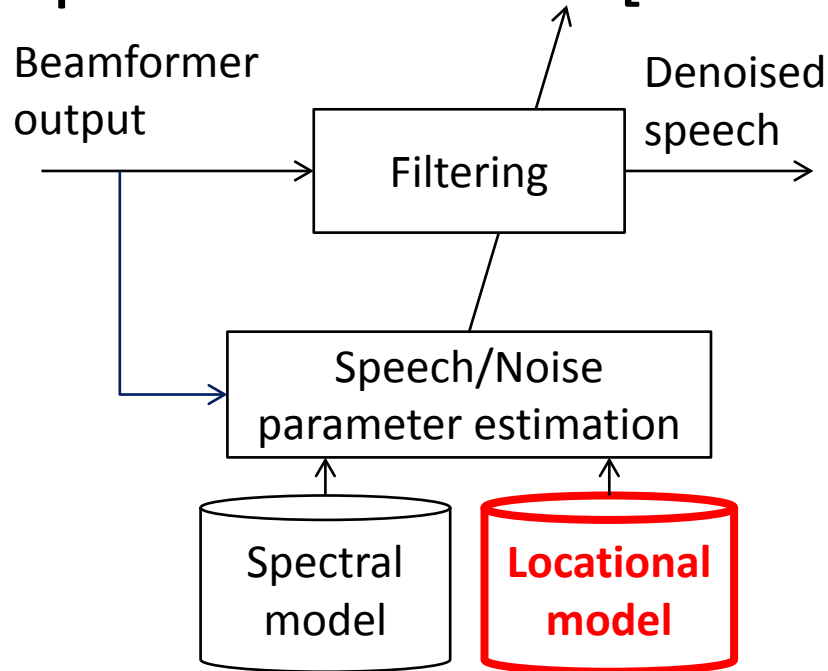 Beamformer
output
Denoised
speech
Filtering
Speech/Noise
parameter estimation
Spectral
model
Locational
model